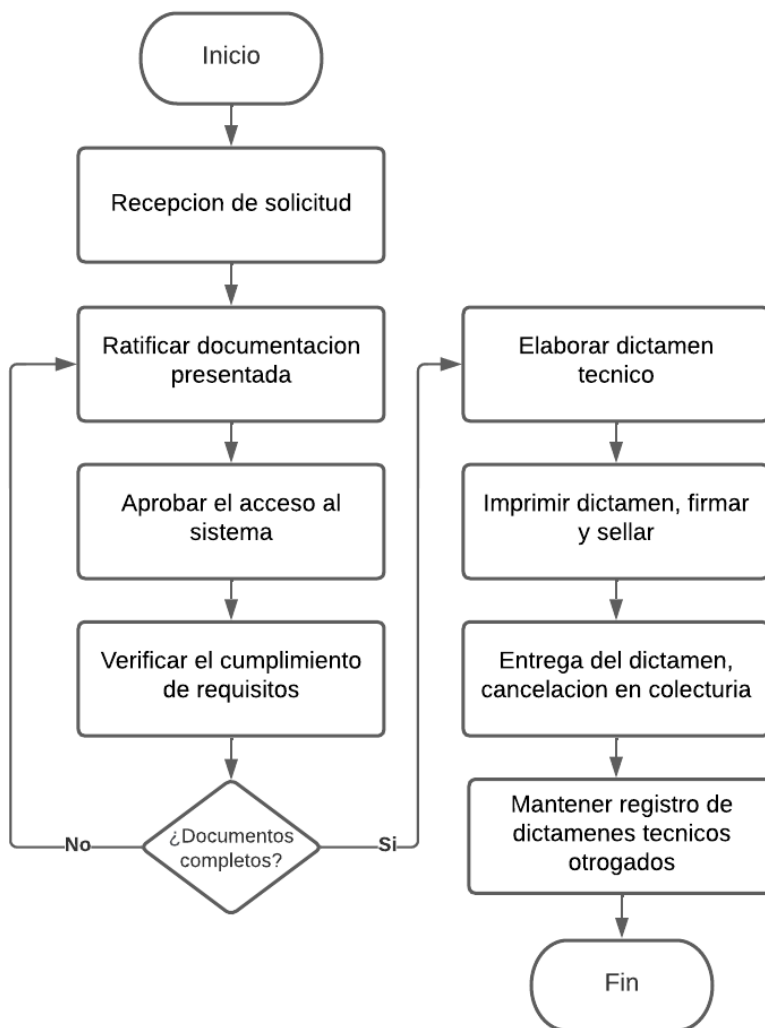 Inicio
Recepcion de solicitud
Ratificar documentacion
presentada
Aprobar el acceso al
sistema
Verificar el cumplimiento
de requisitos
¿Documentos
completos?
No
Si
Elaborar dictamen
tecnico
Imprimir dictamen, firmar
y sellar
Entrega del dictamen,
cancelacion en colecturia
Mantener registro de
dictamenes tecnicos
otrogados
Fin